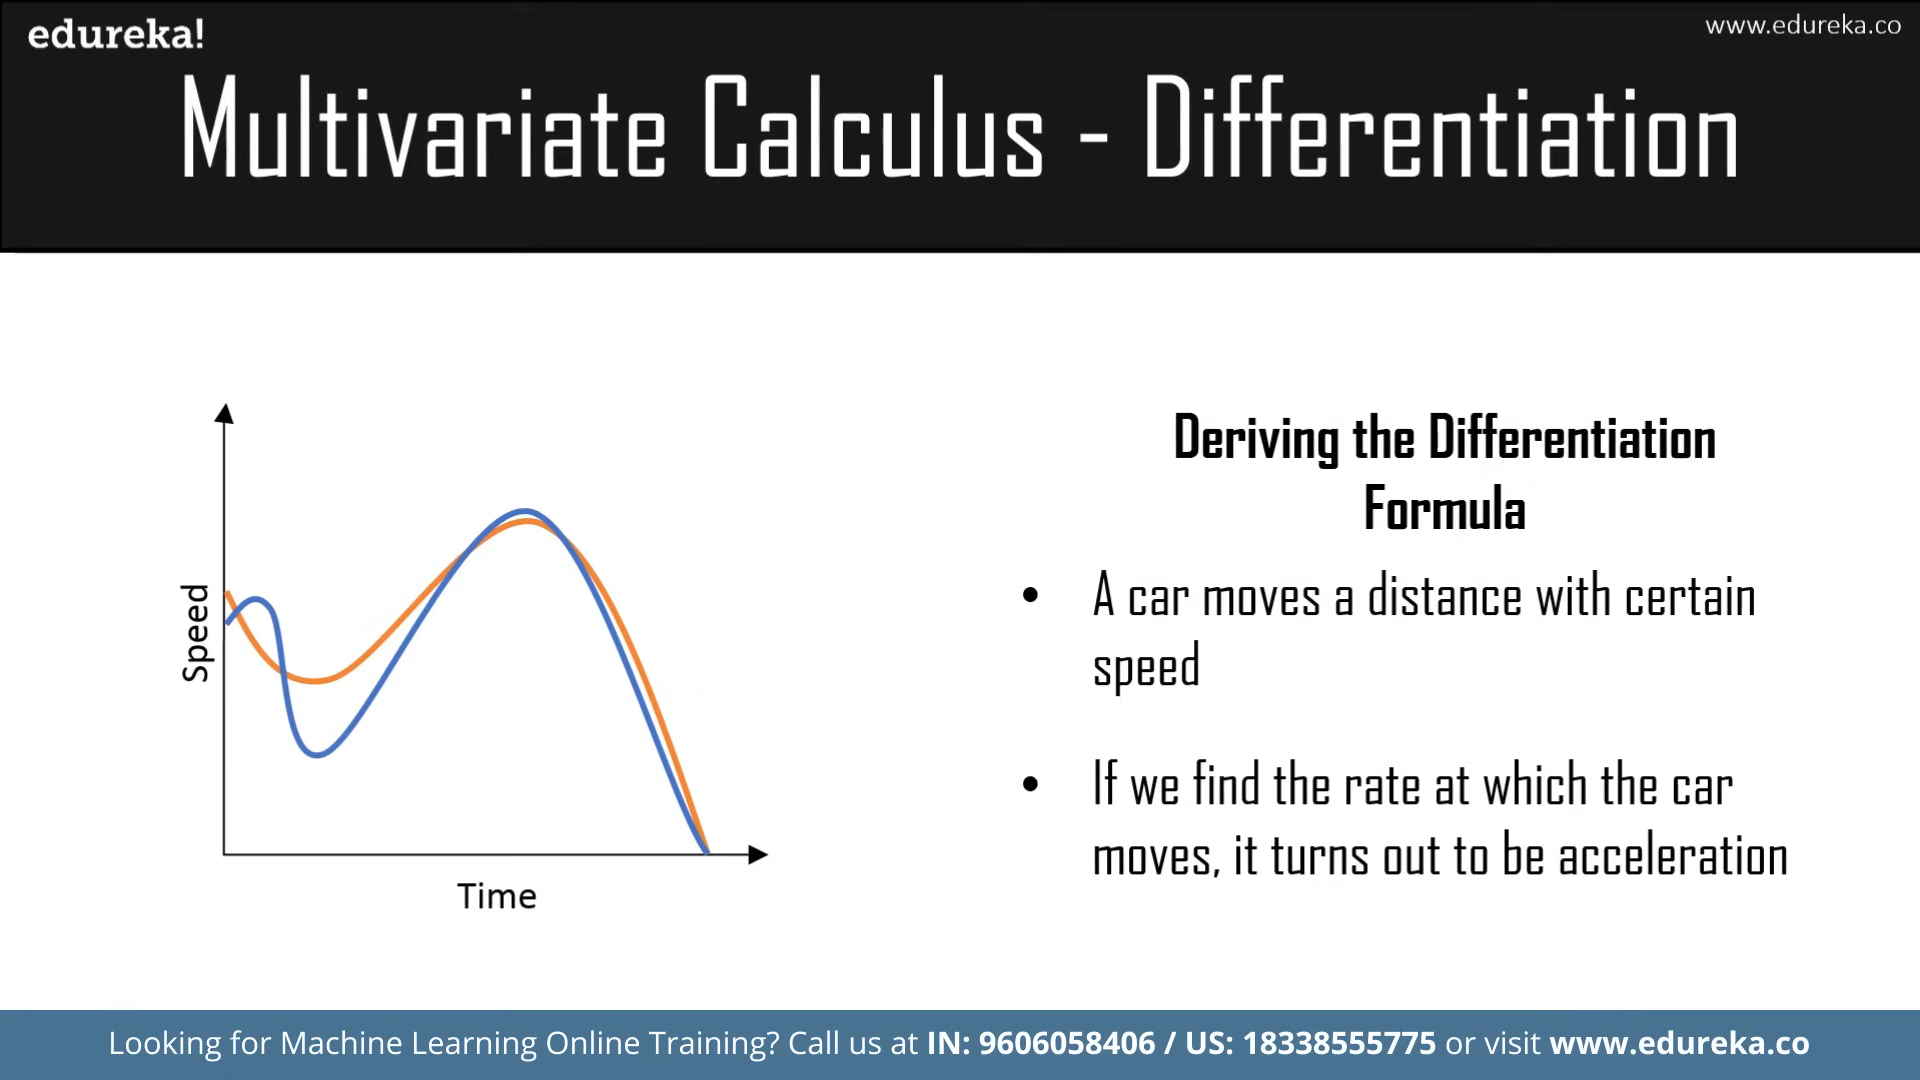 edureka!
www.edureka.co
Multivariate Calculus - Differentiation
Speed
Time
Deriving the Differentiation
Formula
• A car moves a distance with certain
speed
• If we find the rate at which the car
moves, it turns out to be acceleration
Looking for Machine Learning Online Training? Call us at IN: 9606058406 / US: 18338555775 or visit www.edureka.co